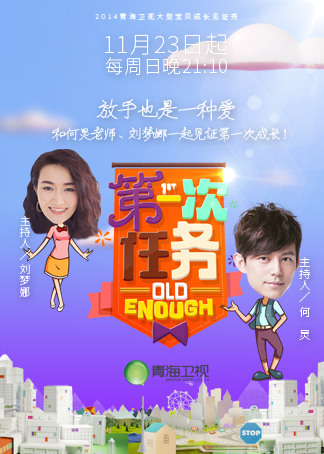 2014青海卫视大型宝贝成长见证秀
11月23日起
每周日晚21:10
放手也是一种爱
和何炅老师、刘梦娜一起见证第一次成长！
第一次
1ST
任务
OLD
ENOUGH
主持人／刘梦娜
主持人／何炅
青海卫视
STOP